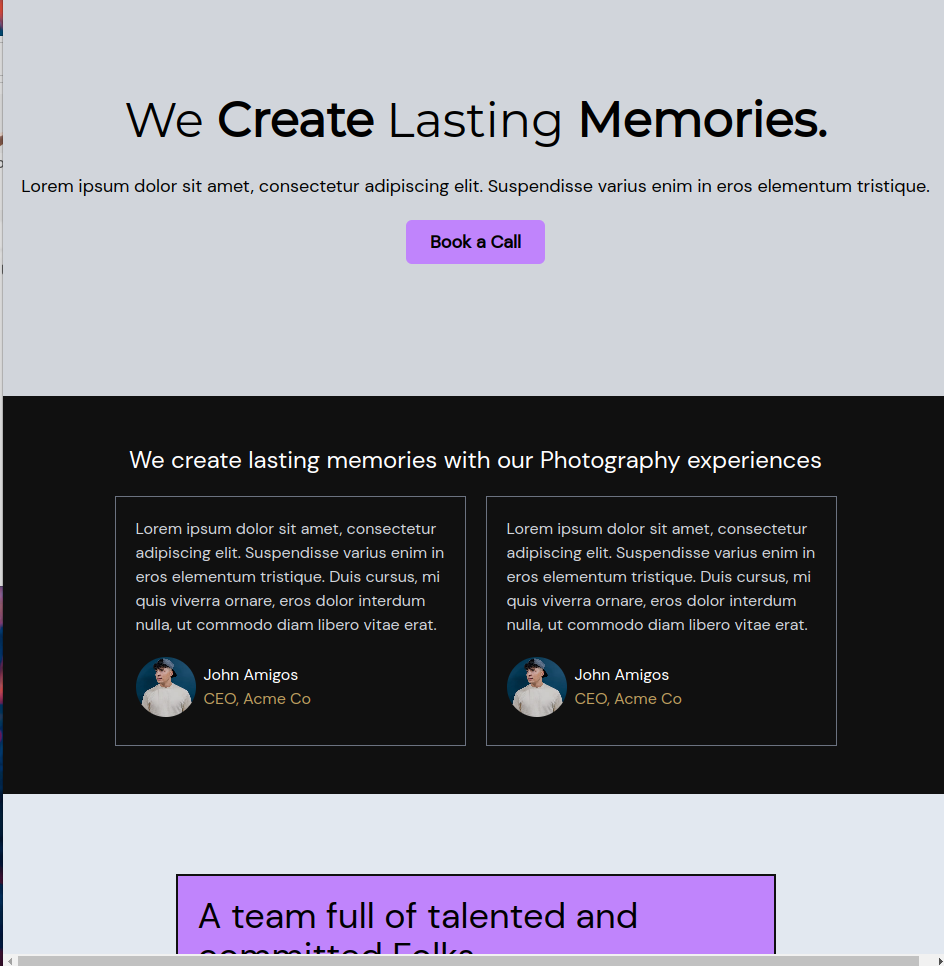 We Create Lasting Memories.
Lorem ipsum dolor sit amet, consectetur adipiscing elit. Suspendisse varius enim in eros elementum tristique.
Book a Call
We create lasting memories with our Photography experiences
Lorem ipsum dolor sit amet, consectetur
adipiscing elit. Suspendisse varius enim in
eros elementum tristique. Duis cursus, mi
quis viverra ornare, eros dolor interdum
nulla, ut commodo diam libero vitae erat.
John Amigos
CEO, Acme Co
Lorem ipsum dolor sit amet, consectetur
adipiscing elit. Suspendisse varius enim in
eros elementum tristique. Duis cursus, mi
quis viverra ornare, eros dolor interdum
nulla, ut commodo diam libero vitae erat.
John Amigos
CEO, Acme Co
A team full of talented and
committed Folks